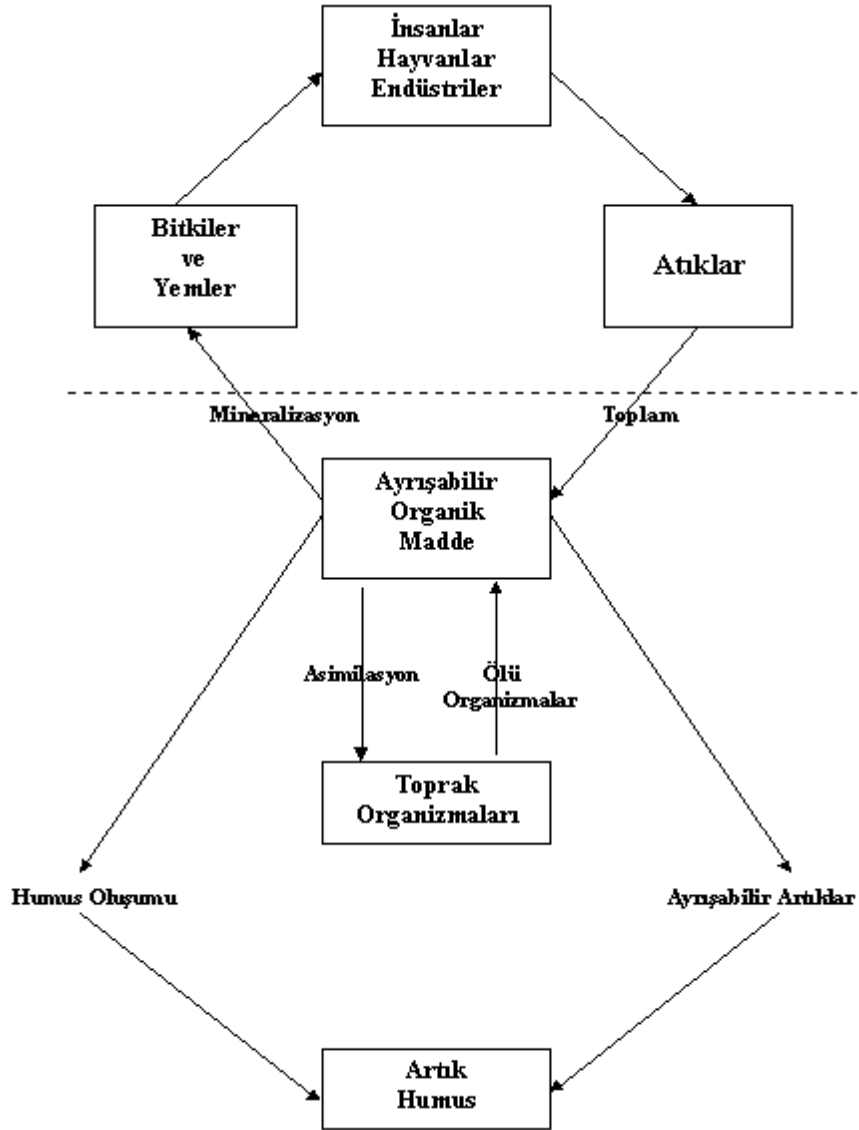 İnsanlar
Hayvanlar
Endüstriler
Bitkiler
ve
Yemler
Atıklar
Mineralizasyon
Toplam
Ayrışabilir
Organik
Madde
Asimilasyon
Ölü
Organizmalar
Toprak
Organizmaları
Humus Oluşumu
Ayrışabilir Artıklar
Artık
Humus